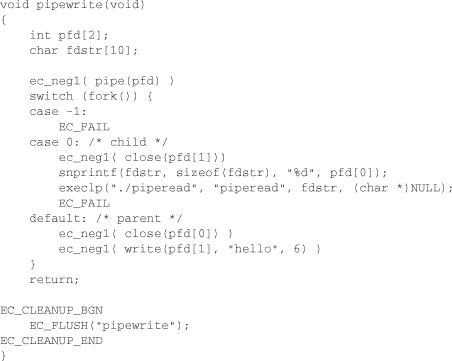 void pipewrite(void)
{
    int pfd[2];
    char fdstr[10];

    ec_neg1( pipe(pfd) )
    switch (fork()) {
    case -1:
        EC_FAIL
    case 0: /* child */
        ec_neg1( close(pfd[1]))
        snprintf(fdstr, sizeof(fdstr), "%d", pfd[0]);
        execlp("./piperead", "piperead", fdstr, (char *)NULL);
        EC_FAIL
    default: /* parent */
        ec_neg1( close(pfd[0]) )
        ec_neg1( write(pfd[1], "hello", 6) )
    }
    return;

EC_CLEANUP_BGN
    EC_FLUSH("pipewrite");
EC_CLEANUP_END
}